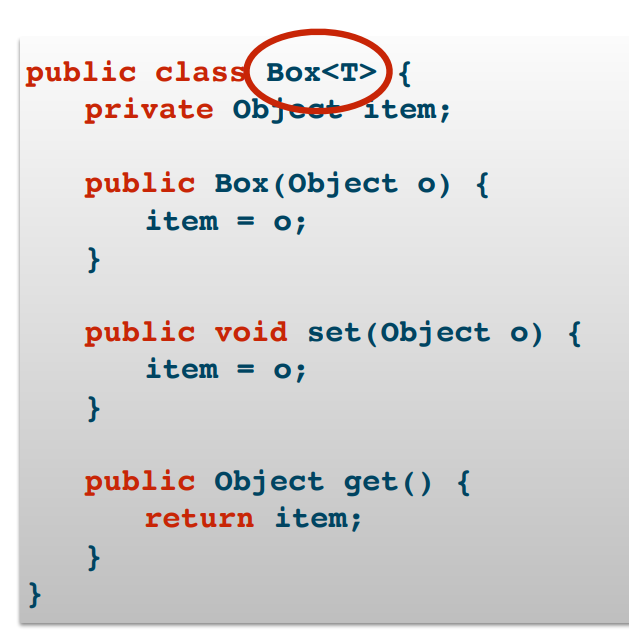 public class Box<T> {
private Object item;
public Box(Object o) {
item = o;
}
public void set(Object o) {
item = o;
}
public Object get() {
return item;
}
}